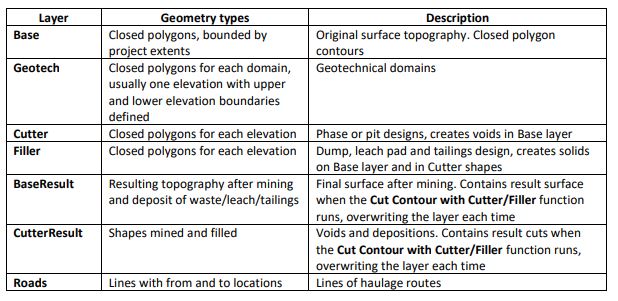 Layer Geometry types Description
Base Closed polygons, bounded by Original surface topography. Closed polygon
project extents contours
Geotech Closed polygons for each domain, Geotechnical domains
usually one elevation with upper
and lower elevation boundaries
defined
Cutter Closed polygons for each elevation Phase or pit designs, creates voids in Base layer
Filler Closed polygons for each elevation Dump, leach pad and tailings design, creates solids
on Base layer and in Cutter shapes
BaseResult Resulting topography after mining Final surface after mining. Contains result surface
and deposit of waste/leach/tailings when the Cut Contour with Cutter/Filler function
runs, overwriting the layer each time
CutterResult Shapes mined and filled Voids and depositions. Contains result cuts when
the Cut Contour with Cutter/Filler function runs,
overwriting the layer each time
Roads Lines with from and to locations Lines of haulage routes